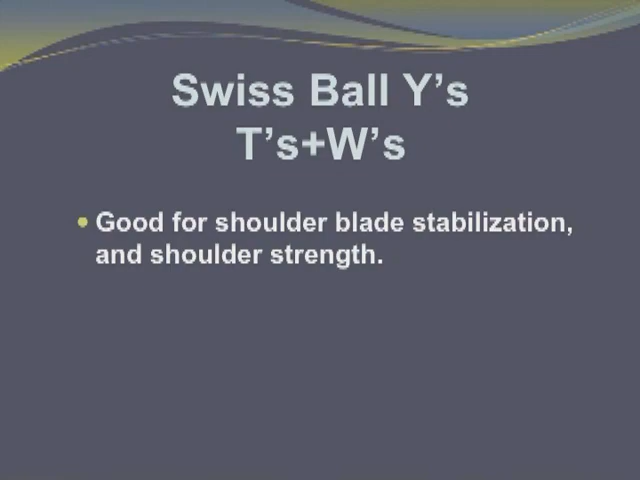 Swiss Ball Y’s
T’s+W’s
Good for shoulder blade stabilization,
and shoulder strength.